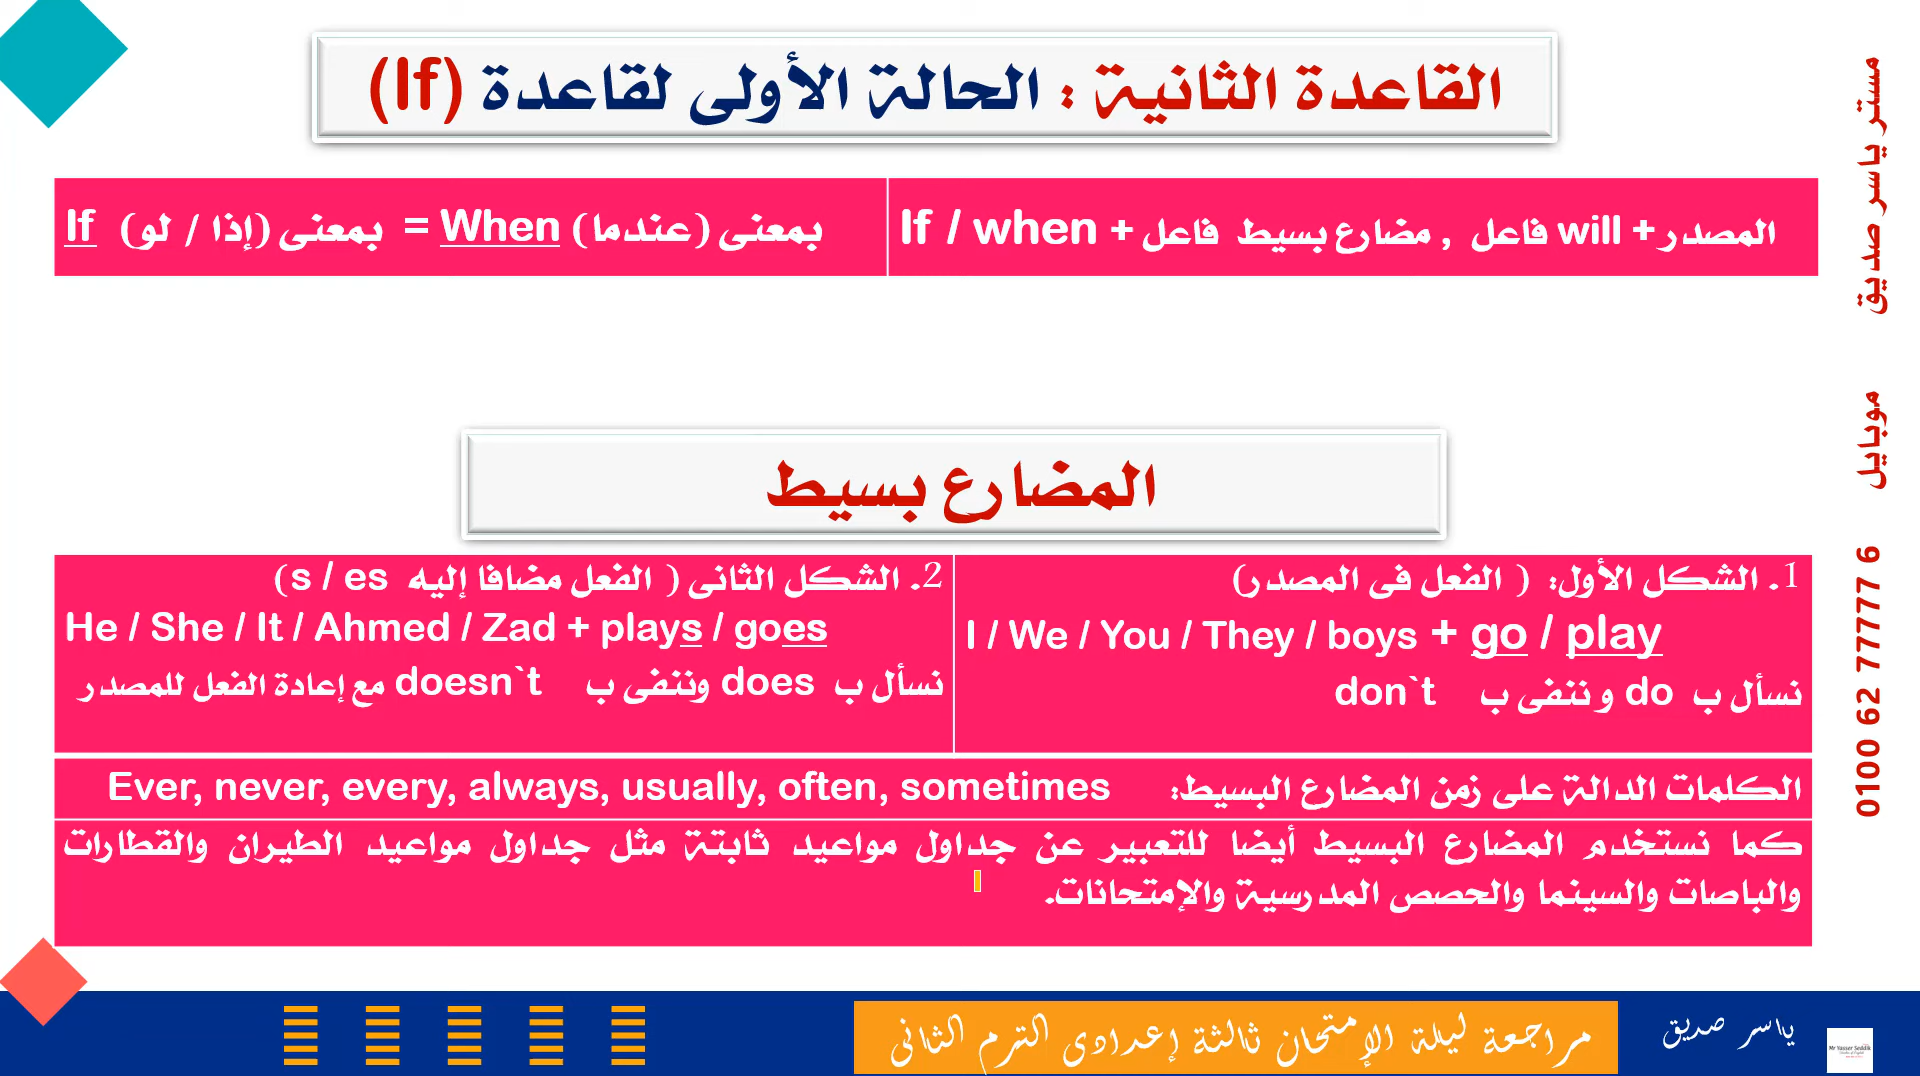 القاعدة الثانية : الحالة الأولى لقاعدة (If)
If (إذا / لو) بمعنى = When (عندما) بمعنى
If / when + فاعل مضارع بسيط , فاعل will + المصدر
المضارع بسيط
1. الشكل الأول: ( الفعل فى المصدر)
I / We / You / They / boys + go / play
نسأل ب do و ننفى ب don`t
2. الشكل الثانى ( الفعل مضافا إليه s / es)
He / She / It / Ahmed / Zad + plays / goes
نسأل ب does وننفى ب doesn`t مع إعادة الفعل للمصدر
الكلمات الدالة على زمن المضارع البسيط: Ever, never, every, always, usually, often, sometimes
كما نستخدم المضارع البسيط أيضا للتعبير عن جداول مواعيد ثابتة مثل جداول مواعيد الطيران والقطارات
والباصات والسينما والحصص المدرسية والإمتحانات.
مستر ياسر صديق موبايل 0100 62 77777 6
ياسر صديق
مراجعة ليلة الإمتحان ثالثة إعدادى الترم الثانى
Mr Yasser Seddik